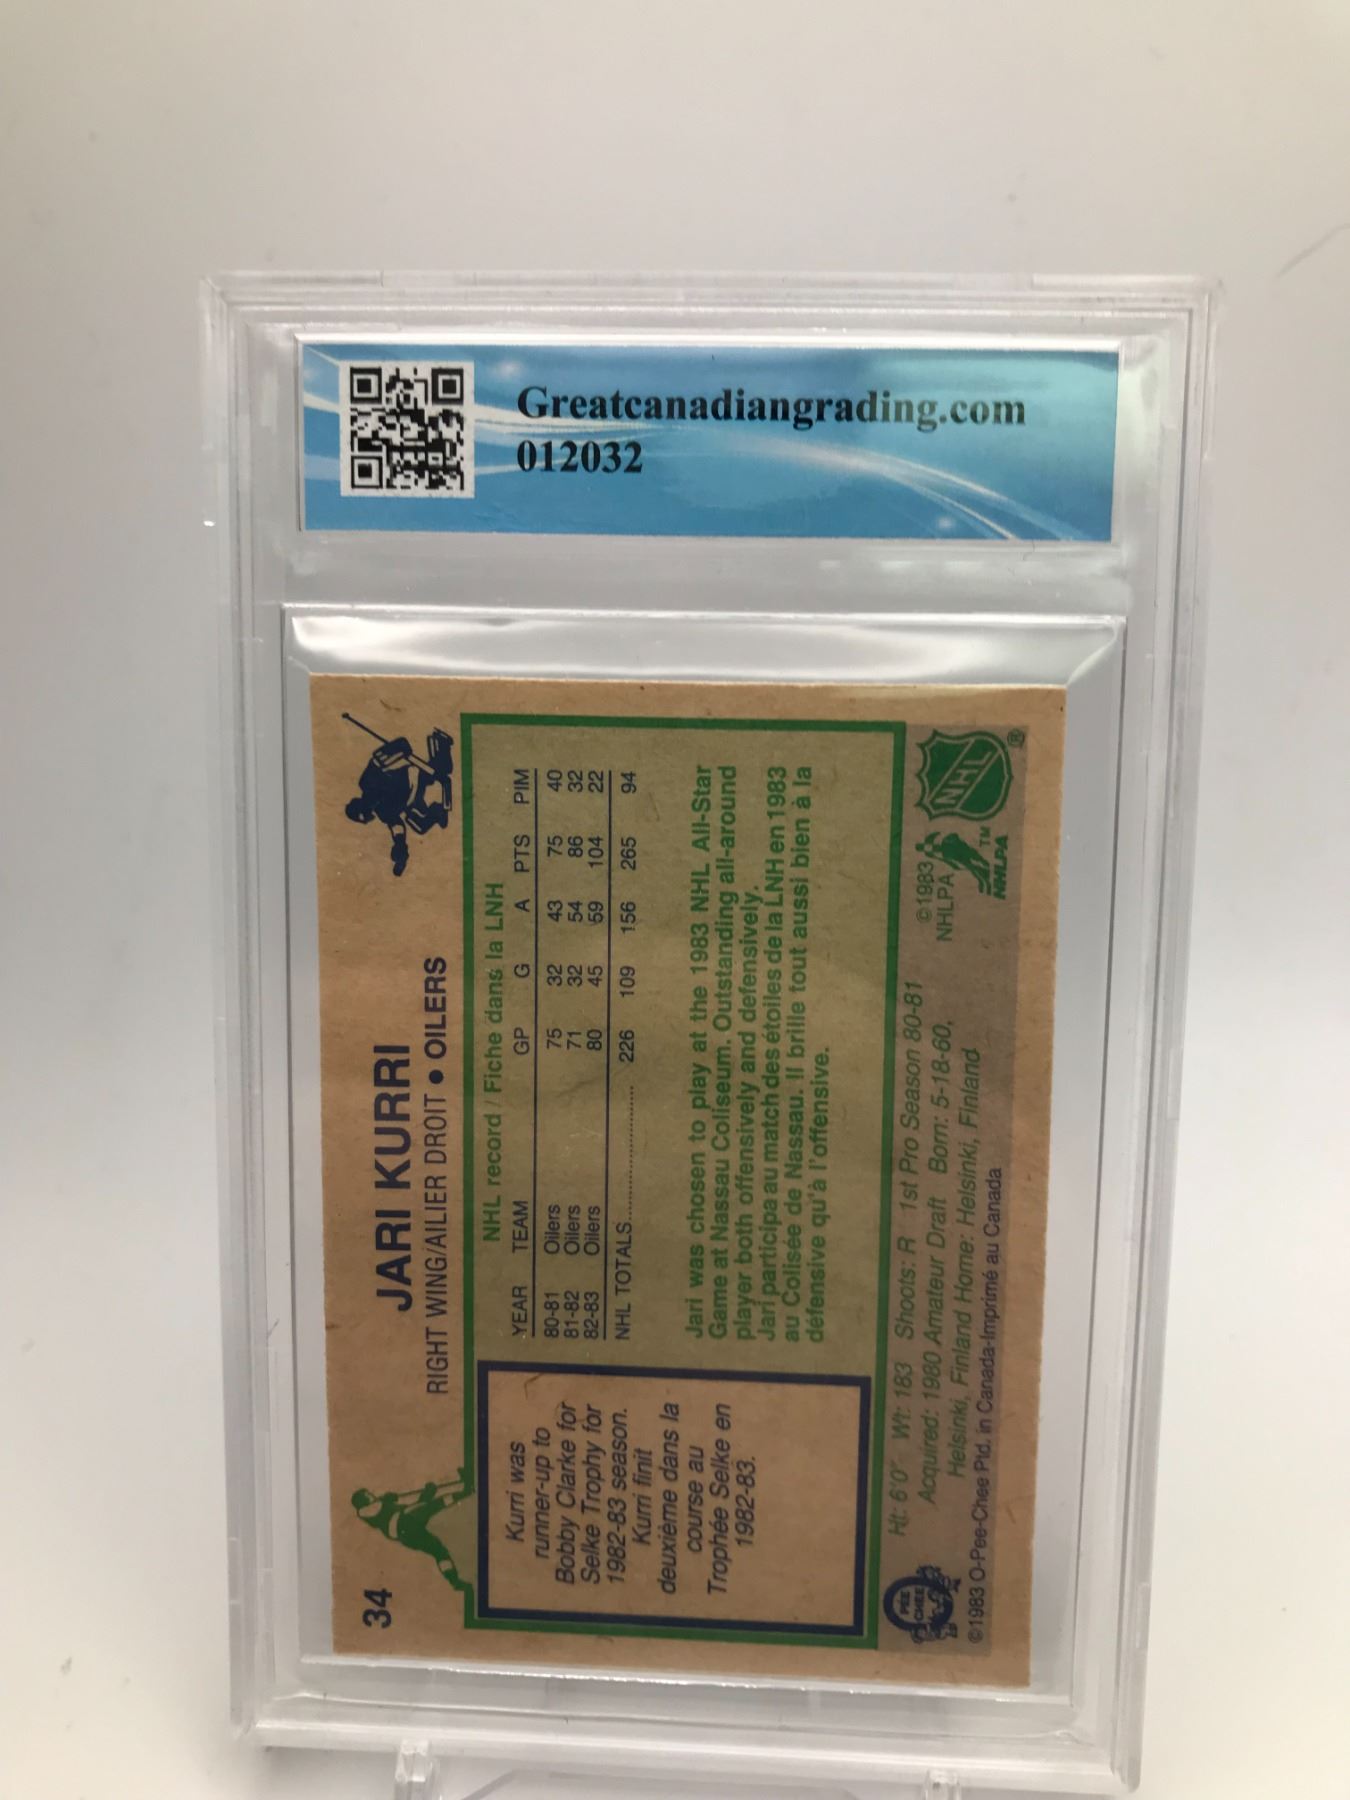 Greatcanadiangrading.com
012032
34
JARI KURRI
RIGHT WING/AILIER DROIT • OILERS
NHL record / Fiche dans la LNH
YEAR TEAM GP G A PTS PIM
80-81 Oilers 75 32 43 75 40
81-82 Oilers 71 32 54 86 32
82-83 Oilers 80 45 59 104 22
NHL TOTALS.................... 226 109 156 265 94
Kurri was
runner-up to
Bobby Clarke for
Selke Trophy for
1982-83 season.
Kurri finit
deuxième dans la
course au
Trophée Selke en
1982-83.
Jari was chosen to play at the 1983 NHL All-Star
Game at Nassau Coliseum. Outstanding all-around
player both offensively and defensively.
Jari participa au match des étoiles de la LNH en 1983
au Colisée de Nassau. Il brille tout aussi bien à la
défensive qu'à l'offensive.
Ht: 6'0" Wt: 183 Shoots: R 1st Pro Season 80-81
Acquired: 1980 Amateur Draft Born: 5-18-60,
Helsinki, Finland Home: Helsinki, Finland
©1983 O-Pee-Chee Ptd. in Canada-Imprimé au Canada
PEE
CHEE
©1983
NHLPA
NHLPA
TM
NHL
®